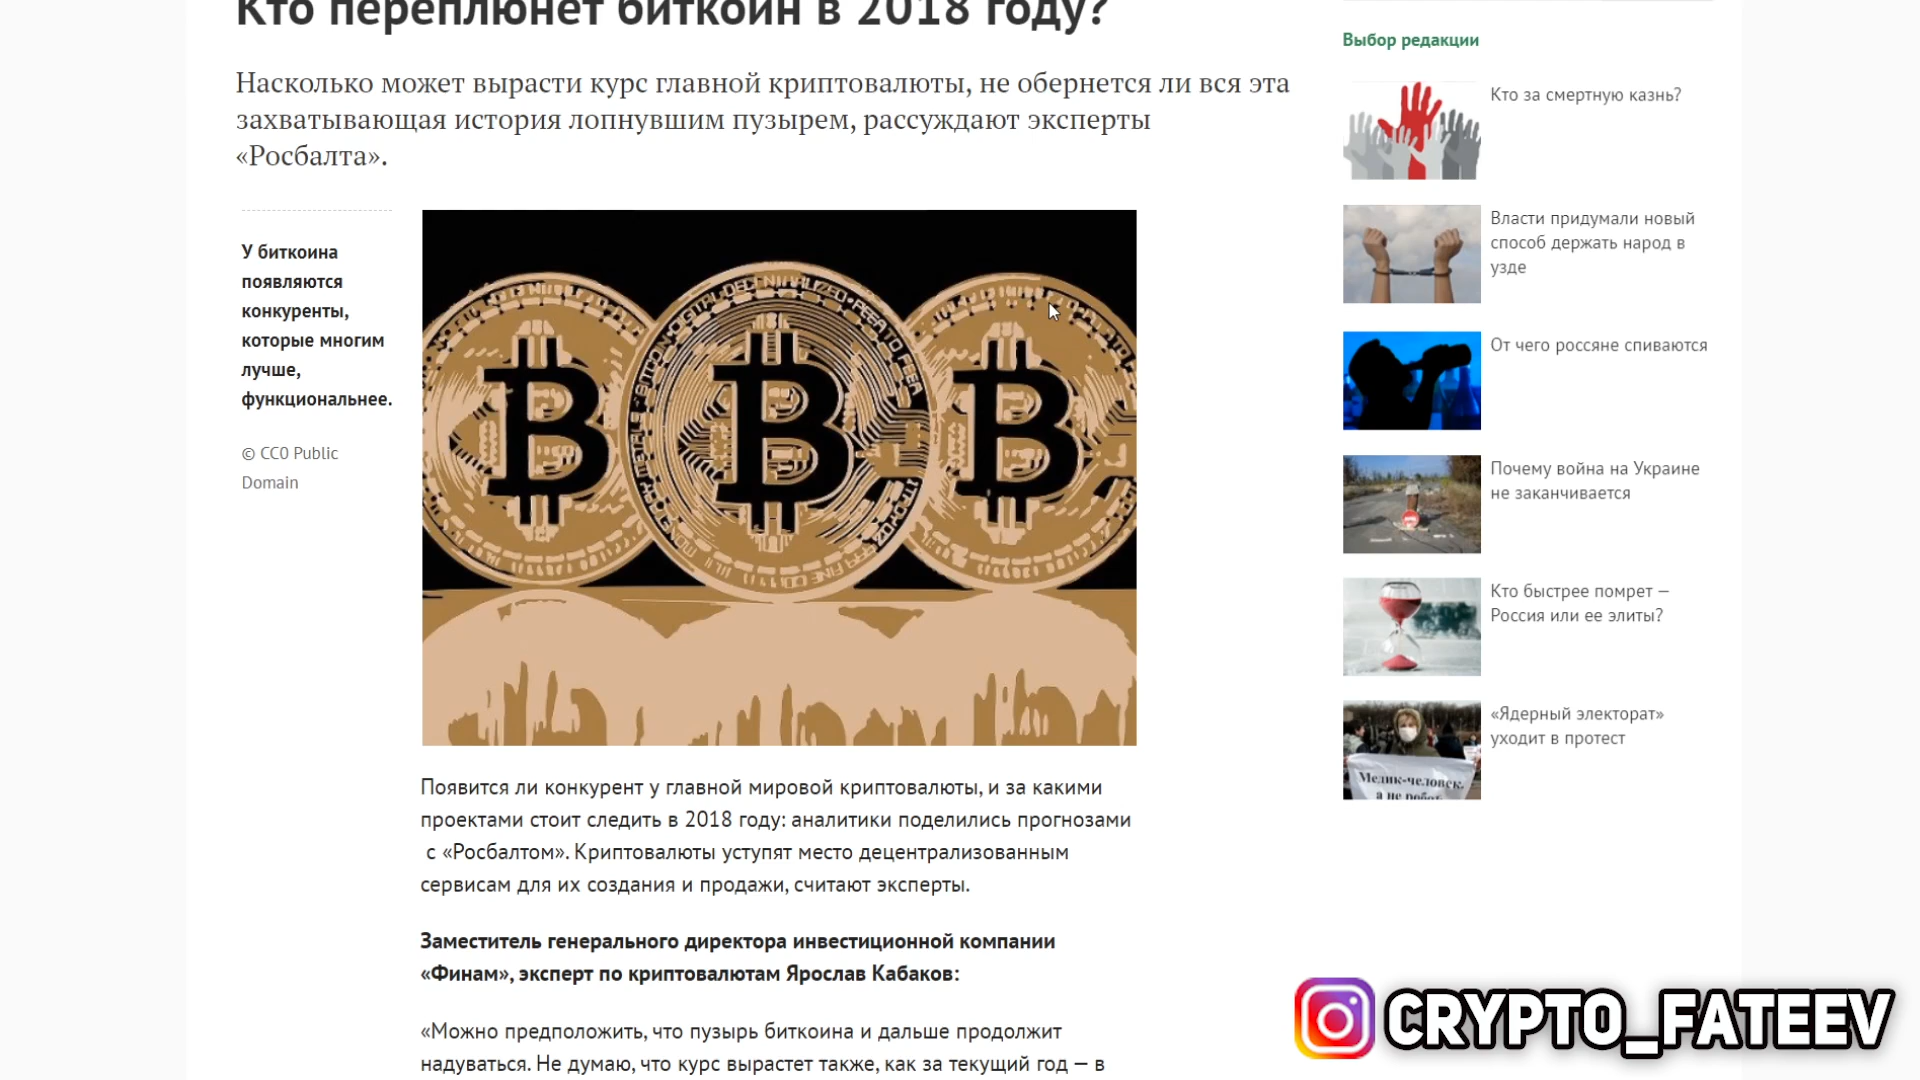 Кто переплюнет биткоин в 2018 году?
Насколько может вырасти курс главной криптовалюты, не обернется ли вся эта
захватывающая история лопнувшим пузырем, рассуждают эксперты
«Росбалта».
У биткоина
появляются
конкуренты,
которые многим
лучше,
функциональнее.
© CC0 Public
Domain
Появится ли конкурент у главной мировой криптовалюты, и за какими
проектами стоит следить в 2018 году: аналитики поделились прогнозами
с «Росбалтом». Криптовалюты уступят место децентрализованным
сервисам для их создания и продажи, считают эксперты.
Заместитель генерального директора инвестиционной компании
«Финам», эксперт по криптовалютам Ярослав Кабаков:
«Можно предположить, что пузырь биткоина и дальше продолжит
надуваться. Не думаю, что курс вырастет также, как за текущий год — в
Выбор редакции
Кто за смертную казнь?
Власти придумали новый
способ держать народ в
узде
От чего россияне спиваются
Почему война на Украине
не заканчивается
Кто быстрее помрет —
Россия или ее элиты?
«Ядерный электорат»
уходит в протест
Медик-человек,
а не
CRYPTO_FATEEV